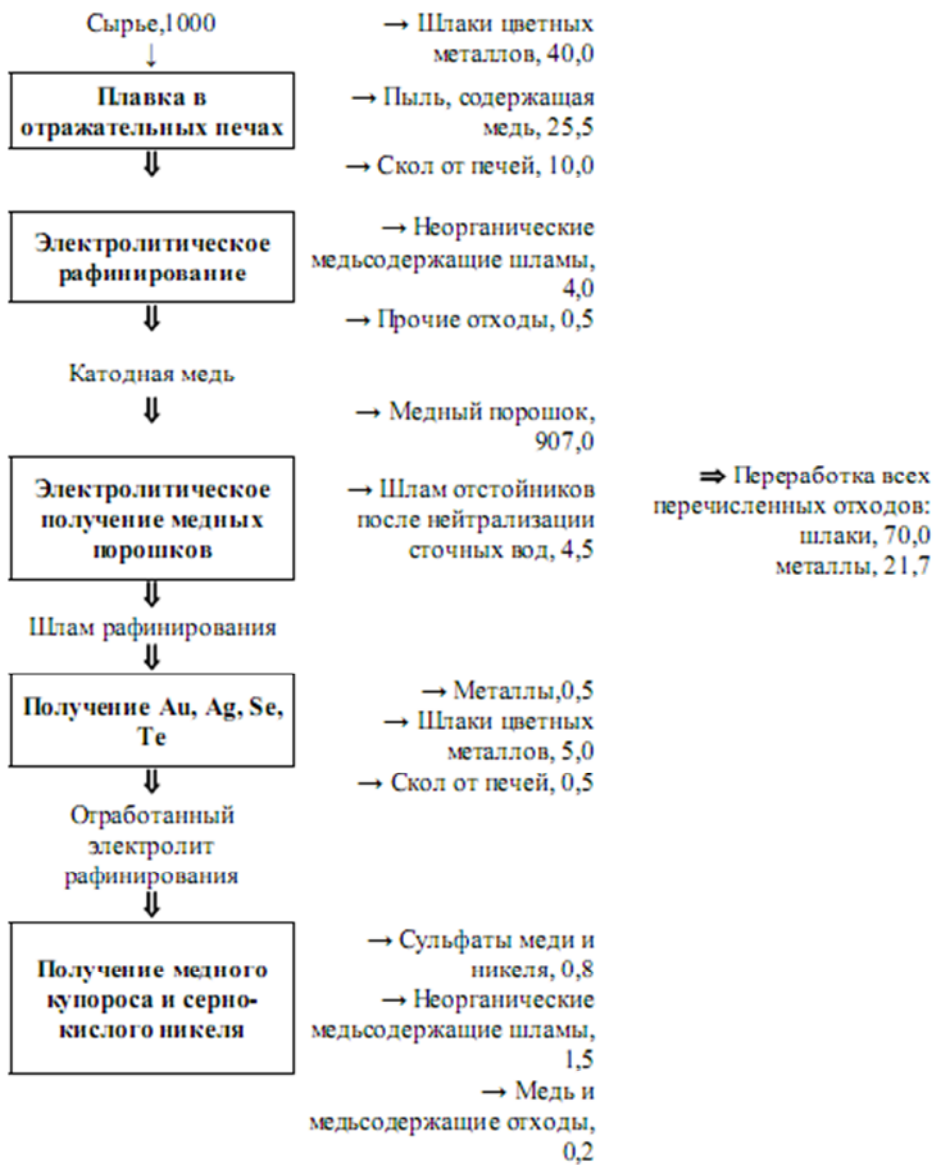 Сырье,1000
↓
Плавка в
отражательных печах
⇓
→ Шлаки цветных
металлов, 40,0
→ Пыль, содержащая
медь, 25,5
→ Скол от печей, 10,0
Электролитическое
рафинирование
⇓
→ Неорганические
медьсодержащие шламы,
4,0
→ Прочие отходы, 0,5
Катодная медь
⇓
Электролитическое
получение медных
порошков
⇓
→ Медный порошок,
907,0
→ Шлам отстойников
после нейтрализации
сточных вод, 4,5
⇒ Переработка всех
перечисленных отходов:
шлаки, 70,0
металлы, 21,7
Шлам рафинирования
⇓
Получение Au, Ag, Se,
Te
⇓
→ Металлы,0,5
→ Шлаки цветных
металлов, 5,0
→ Скол от печей, 0,5
Отработанный
электролит
рафинирования
⇓
Получение медного
купороса и серно-
кислого никеля
→ Сульфаты меди и
никеля, 0,8
→ Неорганические
медьсодержащие шламы,
1,5
→ Медь и
медьсодержащие отходы,
0,2